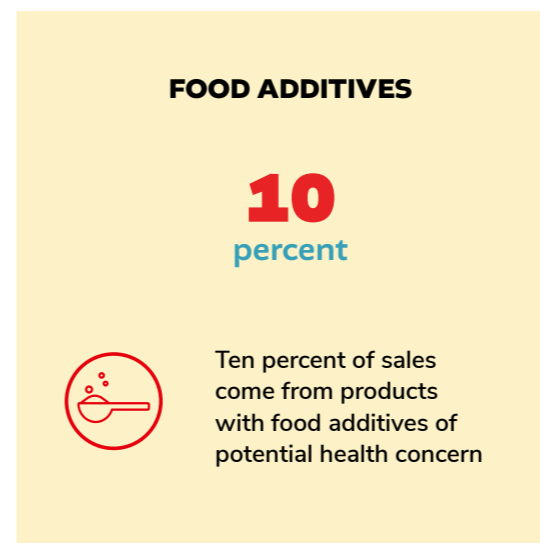 FOOD ADDITIVES
10
percent
Ten percent of sales
come from products
with food additives of
potential health concern